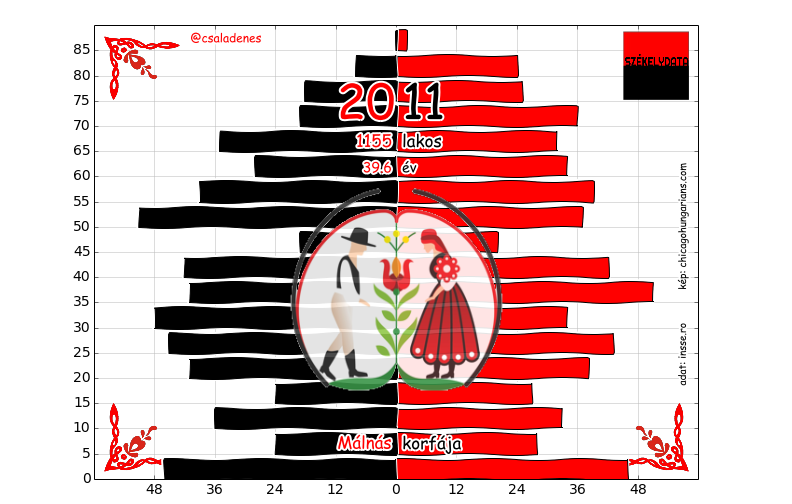 @csaladenes
SZÉKELYDATA
2011
1155 lakos
39.6 év
kép: chicagohungarians.com
adat: insse.ro
Málnás korfája
85
80
75
70
65
60
55
50
45
40
35
30
25
20
15
10
5
0
48 36 24 12 0 12 24 36 48